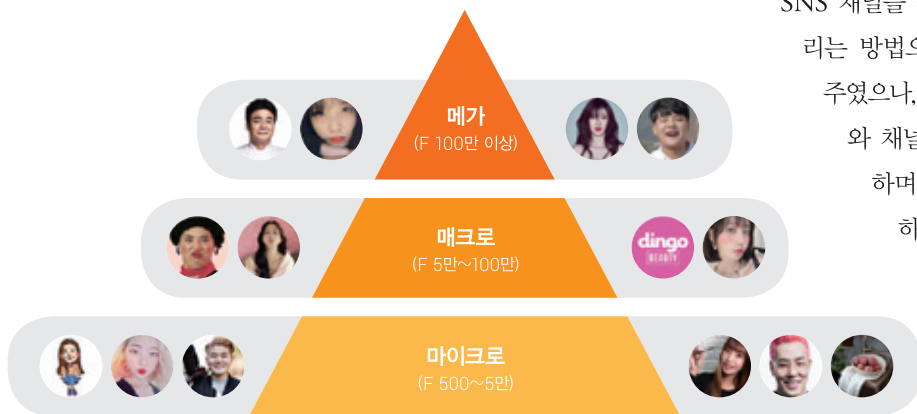 SNS 채널을
리는 방법으
주였으나,
와 채널
하며
하
메가
(F 100만 이상)
매크로
(F 5만~100만)
dingo
BEAUTY
마이크로
(F 500~5만)